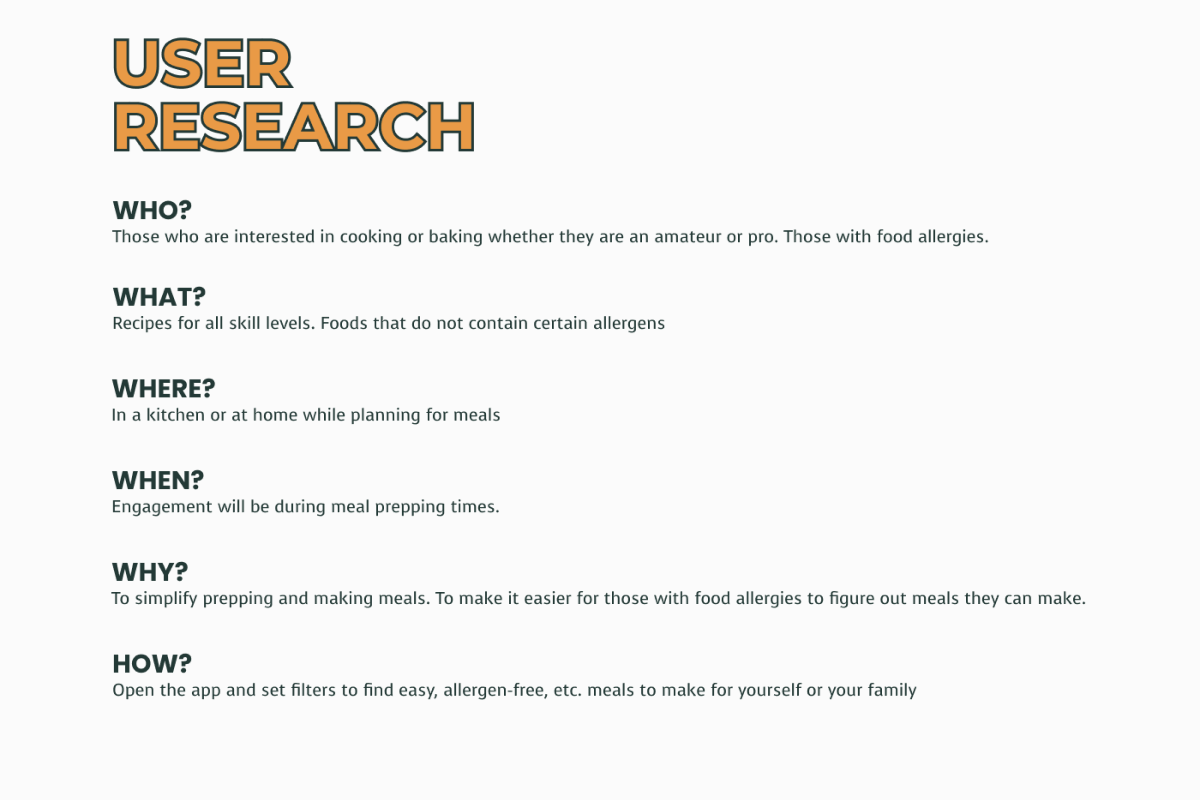 USER
RESEARCH
WHO?
Those who are interested in cooking or baking whether they are an amateur or pro. Those with food allergies.
WHAT?
Recipes for all skill levels. Foods that do not contain certain allergens
WHERE?
In a kitchen or at home while planning for meals
WHEN?
Engagement will be during meal prepping times.
WHY?
To simplify prepping and making meals. To make it easier for those with food allergies to figure out meals they can make.
HOW?
Open the app and set filters to find easy, allergen-free, etc. meals to make for yourself or your family